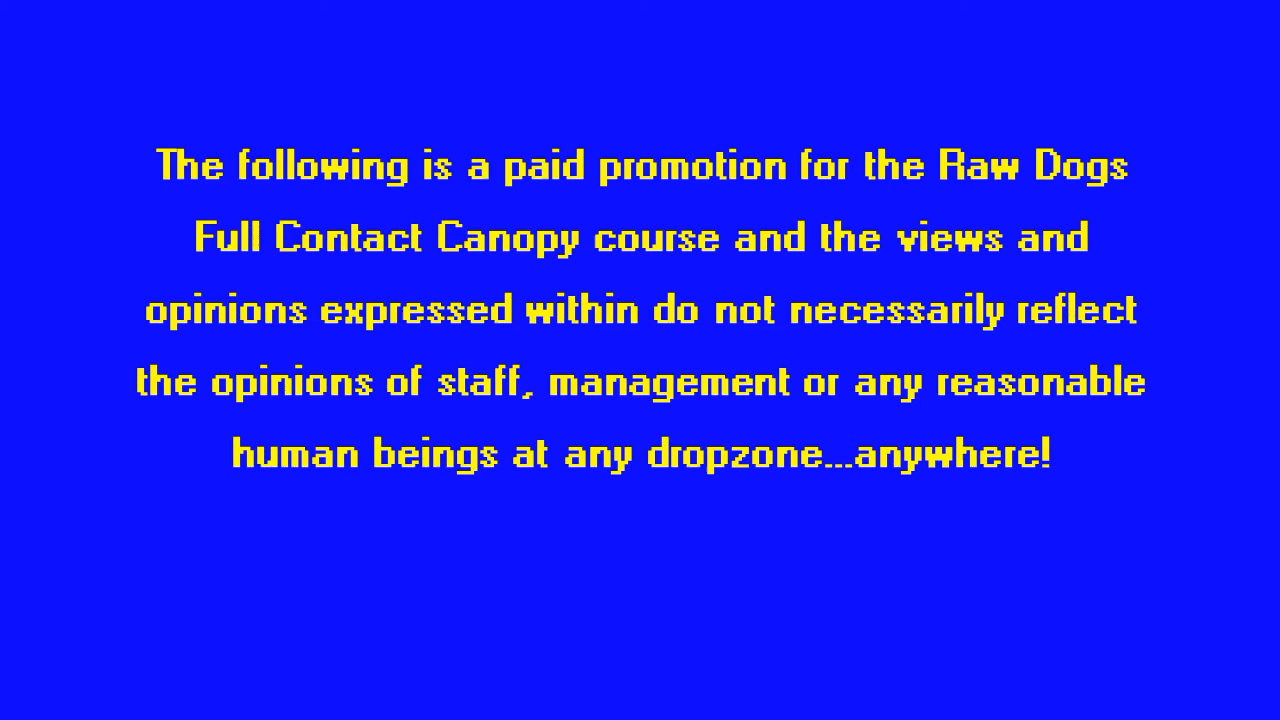 The following is a paid promotion for the Raw Dogs
Full Contact Canopy course and the views and
opinions expressed within do not necessarily reflect
the opinions of staff, management or any reasonable
human beings at any dropzone...anywhere!